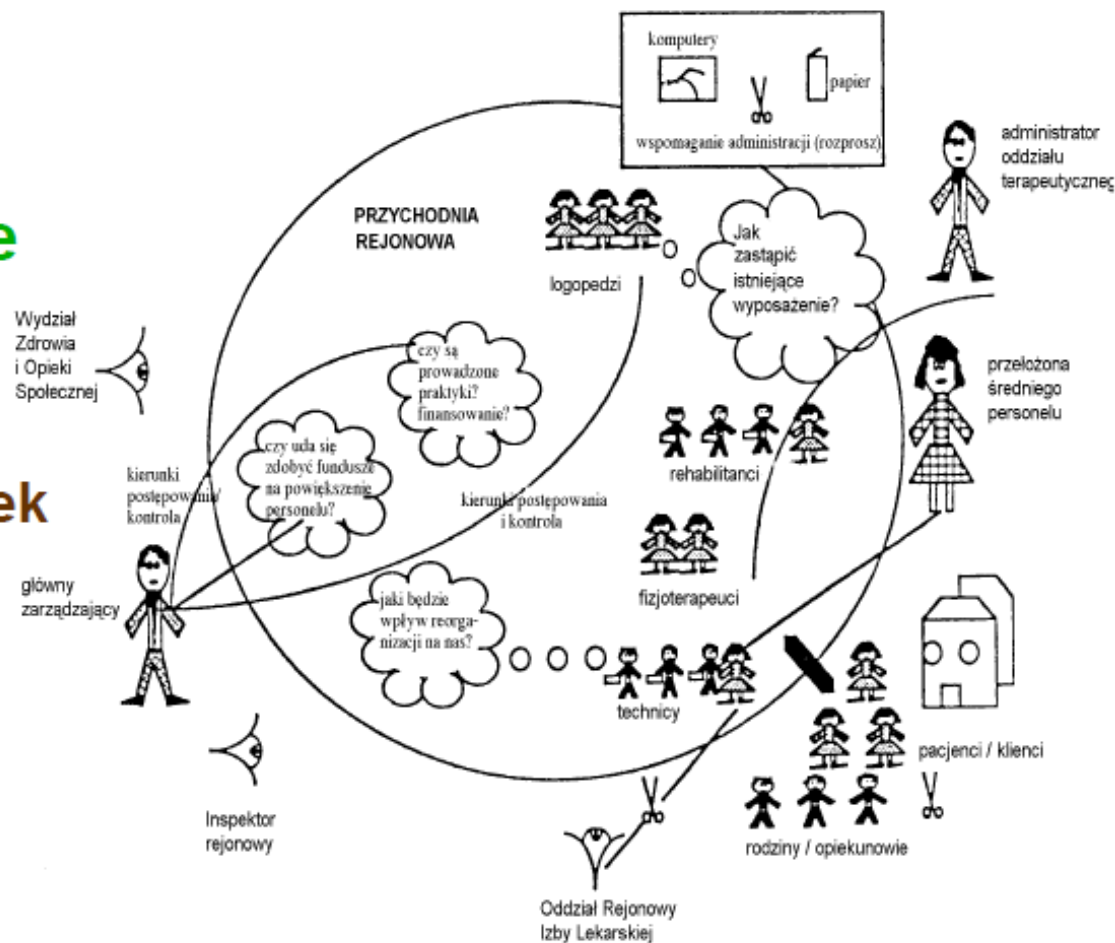 komputery
papier
wspomaganie administracji (rozprosz)
administrator
oddziału
terapeutyczneg
PRZYCHODNIA
REJONOWA
logopedzi
Jak
zastąpić
istniejące
wyposażenie?
e
Wydział
Zdrowia
i Opieki
Społecznej
czy są
prowadzone
praktyki?
finansowanie?
przełożona
średniego
personelu
rehabilitanci
czy uda się
zdobyć fundusze
na powiększenie
personelu?
kierunki
postępowania/
kontrola
kierunki postępowania
i kontrola
ek
główny
zarządzający
fizjoterapeuci
jaki będzie
wpływ reorga-
nizacji na nas?
technicy
pacjenci / klienci
Inspektor
rejonowy
rodziny / opiekunowie
Oddział Rejonowy
Izby Lekarskiej